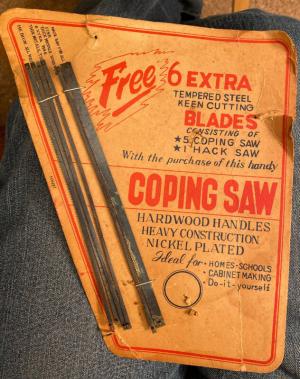 Free 6 EXTRA
TEMPERED STEEL
KEEN CUTTING
BLADES
CONSISTING OF
★ 5 COPING SAW
★ 1 HACK SAW
With the purchase of this handy
COPING SAW
HARDWOOD HANDLES
HEAVY CONSTRUCTION
NICKEL PLATED
Ideal for • HOMES-SCHOOLS
• CABINET MAKING
• Do-it-yourself